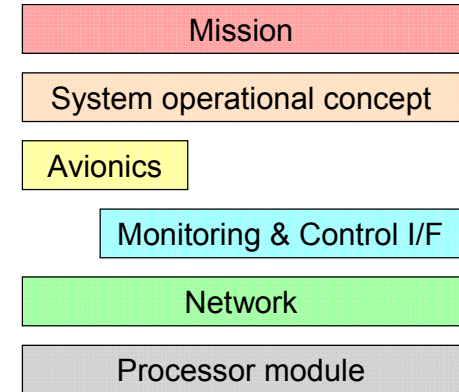 Mission
System operational concept
Avionics
Monitoring & Control I/F
Network
Processor module